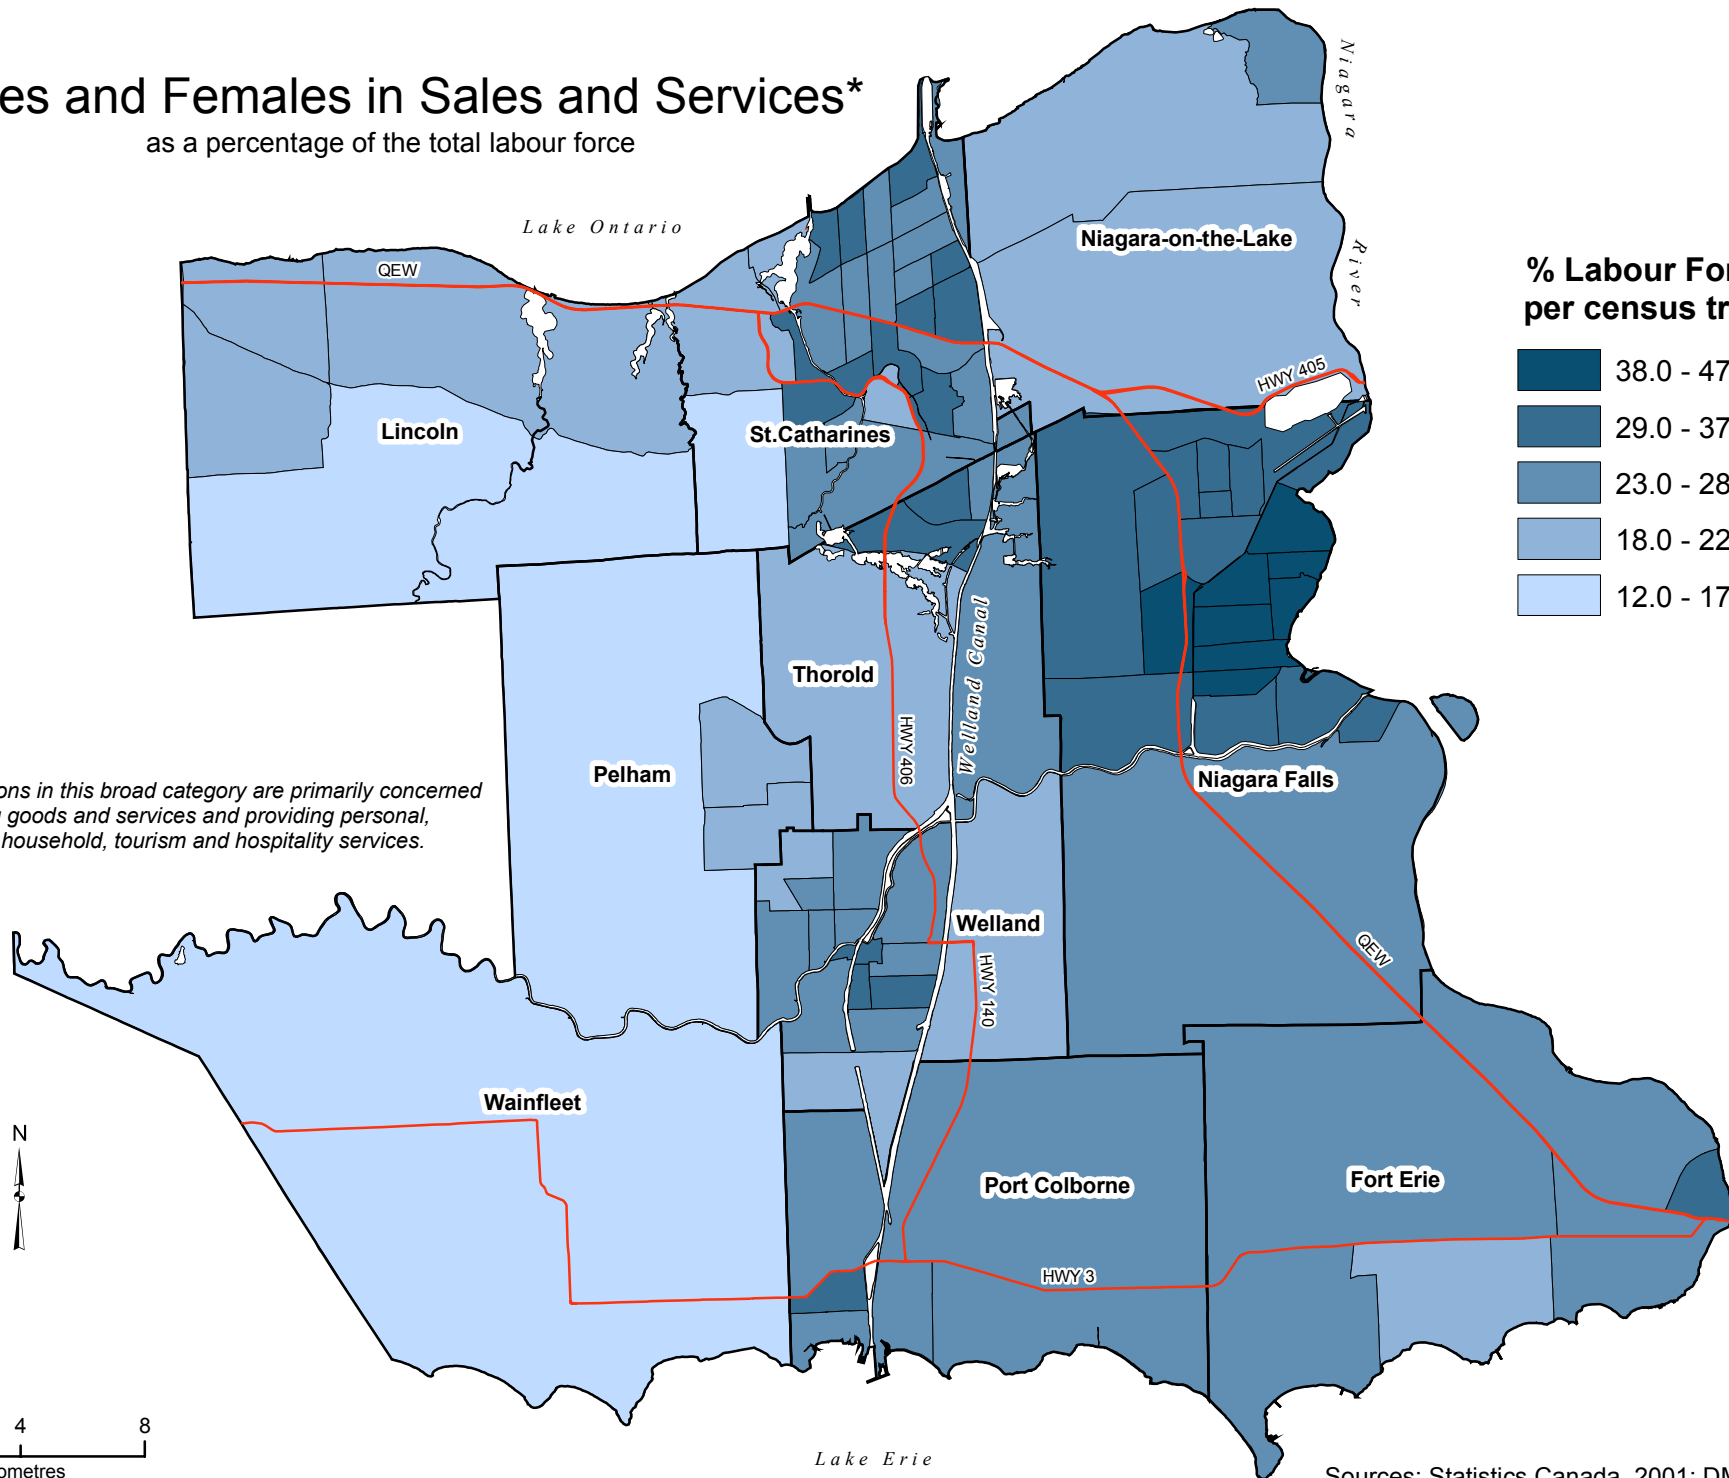 es and Females in Sales and Services*
as a percentage of the total labour force
Lake Ontario
Niagara
River
QEW
Niagara-on-the-Lake
HWY 405
% Labour
per census
38.0 - 47
29.0 - 37
23.0 - 28
18.0 - 22
12.0 - 17
Lincoln
St.Catharines
Thorold
Welland Canal
HWY 406
Pelham
Niagara Falls
ons in this broad category are primarily concerned
goods and services and providing personal,
household, tourism and hospitality services.
Welland
HWY 140
QEW
Wainfleet
N
Port Colborne
Fort Erie
HWY 3
4 8
ometres
Lake Erie
Sources: Statistics Canada, 2001; DM